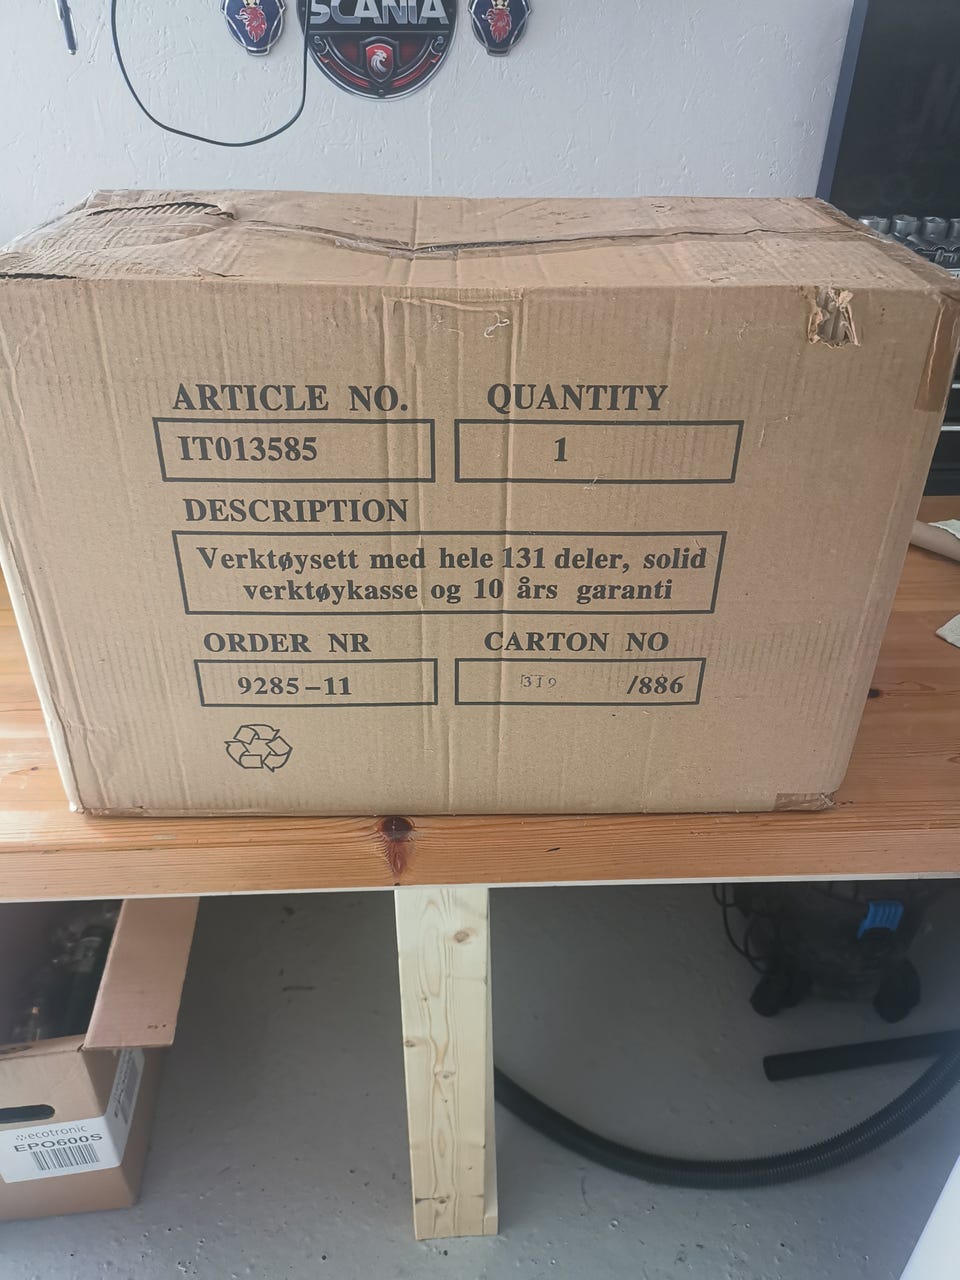 SCANIA
ARTICLE NO. QUANTITY
IT013585 1
DESCRIPTION
Verktøysett med hele 131 deler, solid
verktøykasse og 10 års garanti
ORDER NR CARTON NO
9285-11 319 /886
ecotronic
EPO600S